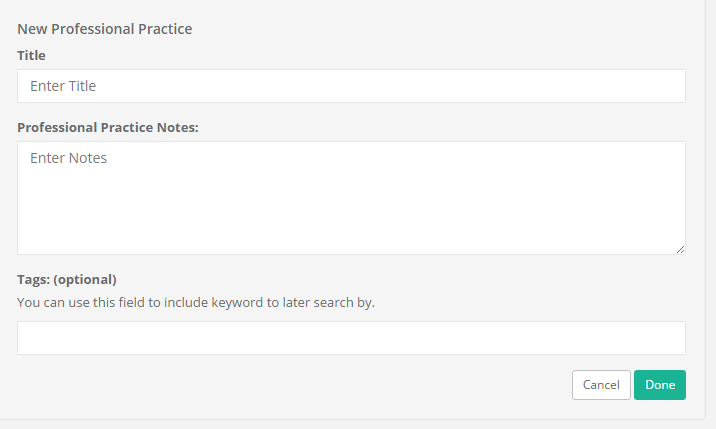 New Professional Practice
Title
Enter Title
Professional Practice Notes:
Enter Notes
Tags: (optional)
You can use this field to include keyword to later search by.
Cancel Done